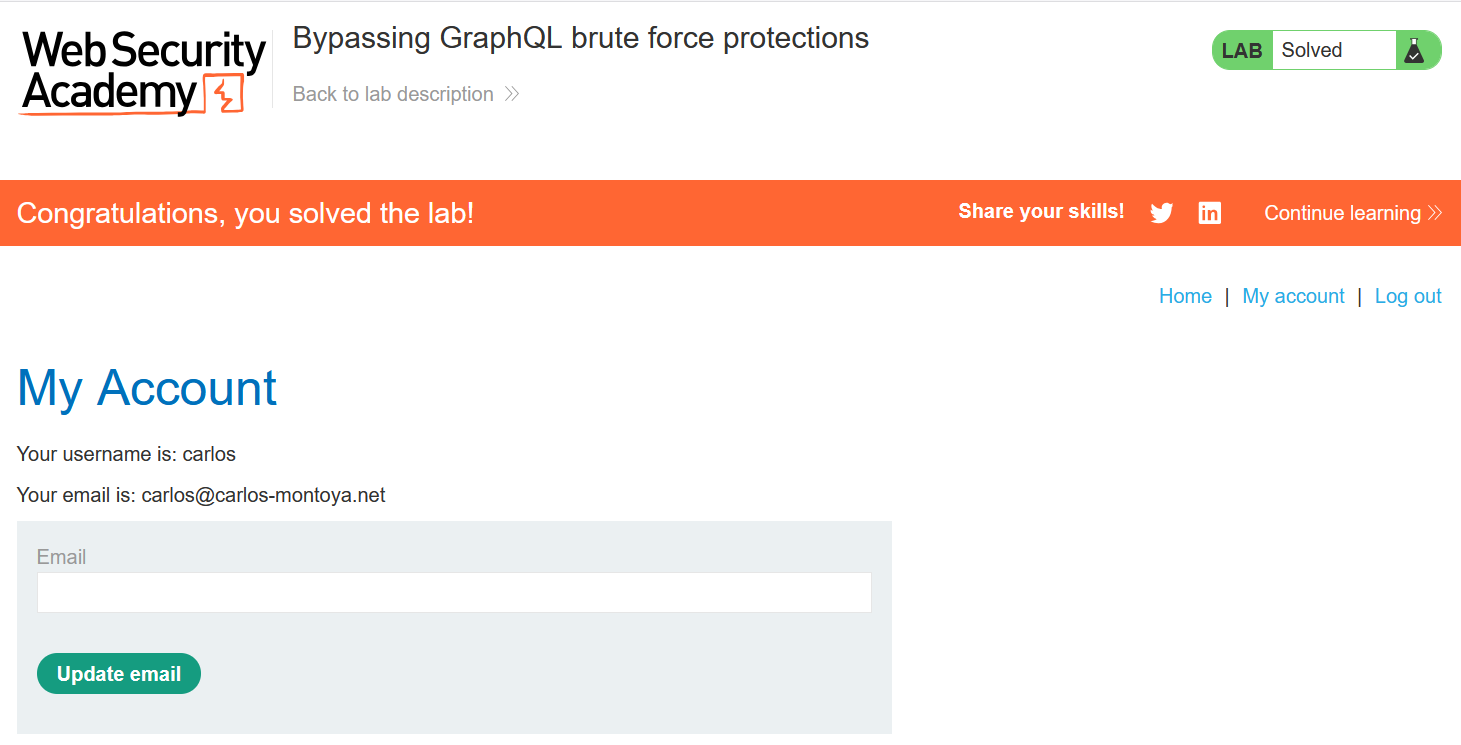 Web Security
Academy
Bypassing GraphQL brute force protections
Back to lab description
LAB Solved
Congratulations, you solved the lab!
Share your skills!
Continue learning
Home | My account | Log out
My Account
Your username is: carlos
Your email is: carlos@carlos-montoya.net
Email
Update email